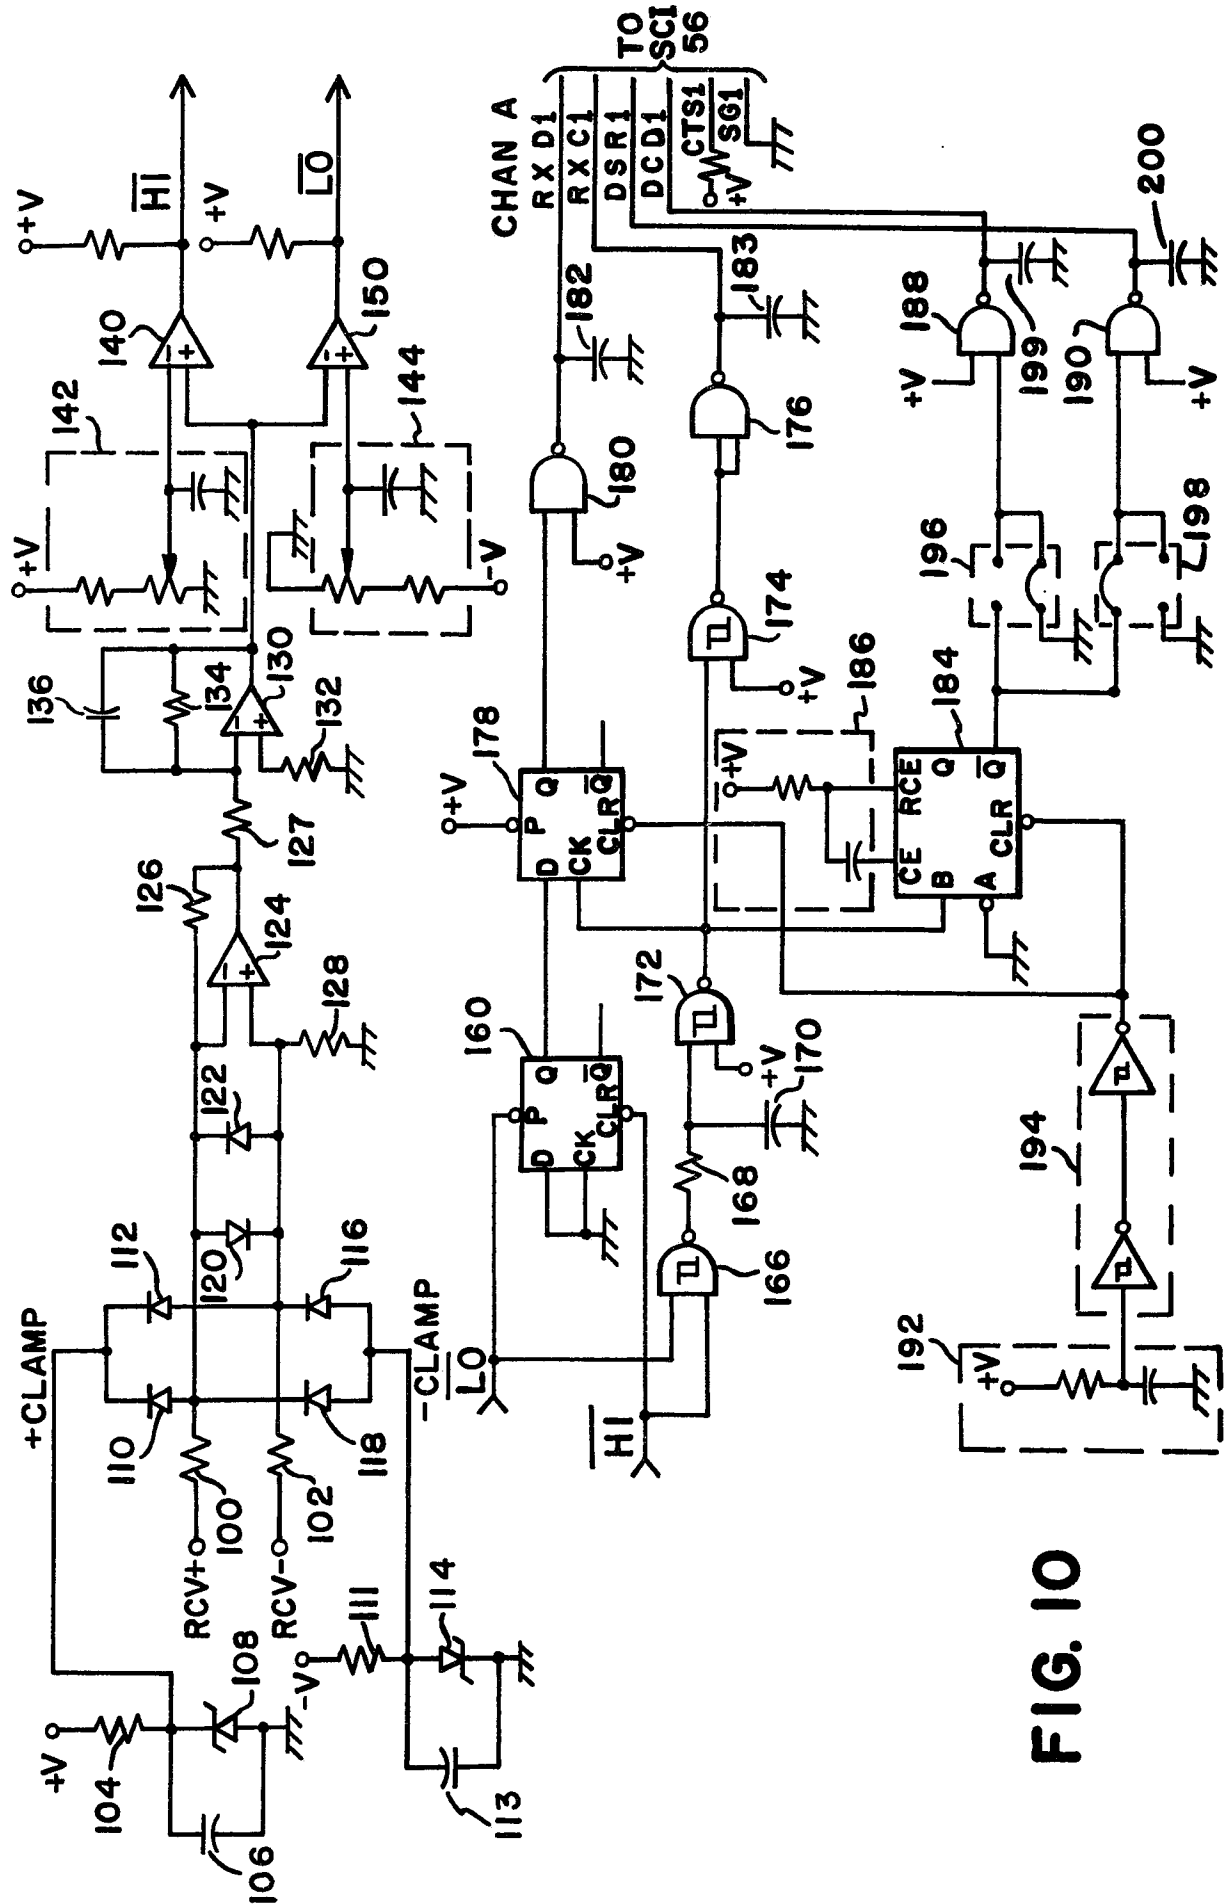 +CLAMP
+V
104
106
108
110
112
RCV+
100
RCV-
102
-V
111
113
114
118
116
120
122
-CLAMP
126
124
128
127
136
134
130
132
+V
142
140
+V
H̅I̅
+V
L̅O̅
150
144
-V
L̅O̅
H̅I̅
160
P
D
Q
CK
Q̅
CLR
166
168
170
172
+V
178
+V
P
D
Q
CK
Q̅
CLR
180
+V
182
174
+V
176
183
186
+V
184
CE
RCE
B
Q
A
Q̅
CLR
192
+V
194
196
198
+V
188
199
190
+V
200
CHAN A
RXD1
RXC1
DSR1
DCD1
CTS1
+V
SG1
TO
SCI
56
FIG. 10